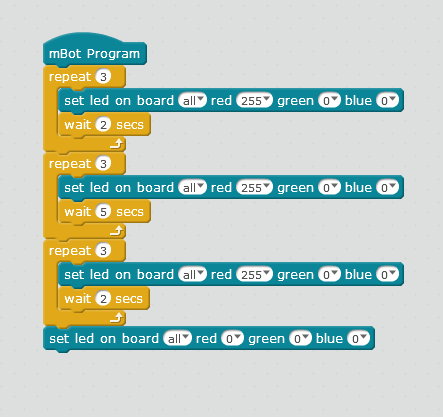 mBot Program
repeat 3
set led on board all red 255 green 0 blue 0
wait 2 secs
repeat 3
set led on board all red 255 green 0 blue 0
wait 5 secs
repeat 3
set led on board all red 255 green 0 blue 0
wait 2 secs
set led on board all red 0 green 0 blue 0